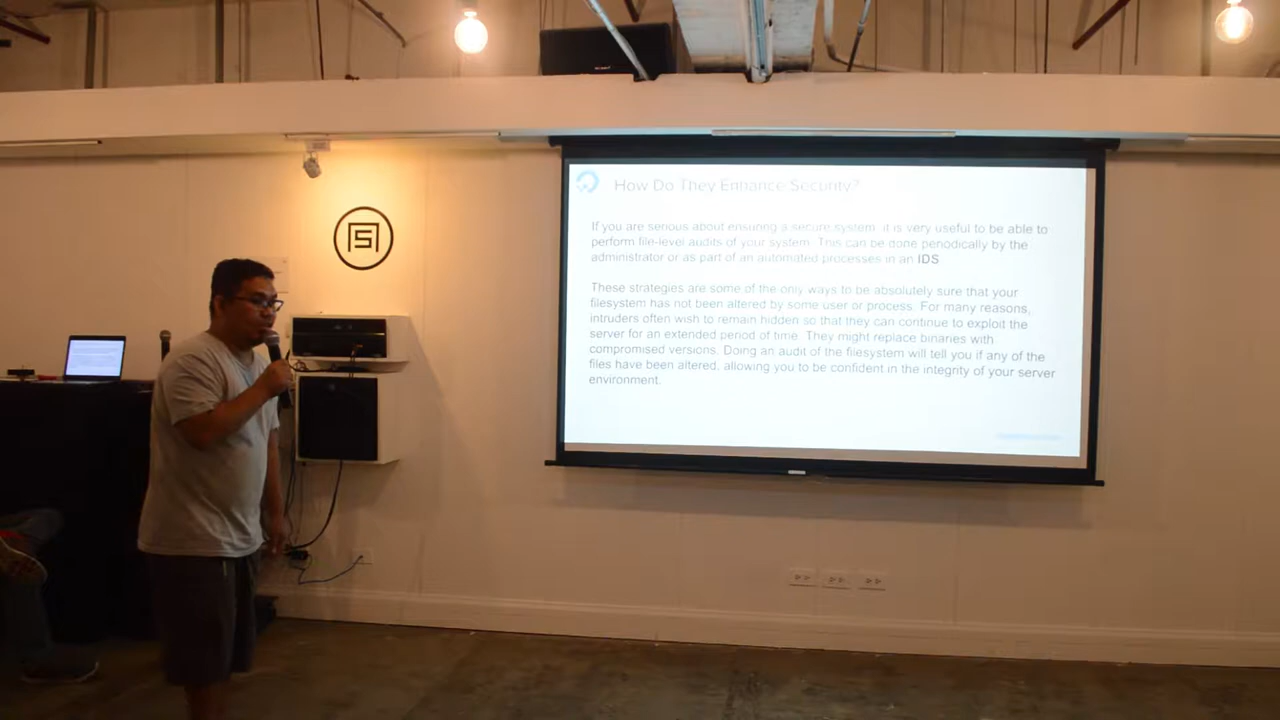 How Do They Enhance Security?
If you are serious about ensuring a secure system, it is very useful to be able to
perform file-level audits of your system. This can be done periodically by the
administrator or as part of an automated processes in an IDS
These strategies are some of the only ways to be absolutely sure that your
filesystem has not been altered by some user or process. For many reasons,
intruders often wish to remain hidden so that they can continue to exploit the
server for an extended period of time. They might replace binaries with
compromised versions. Doing an audit of the filesystem will tell you if any of the
files have been altered, allowing you to be confident in the integrity of your server
environment.